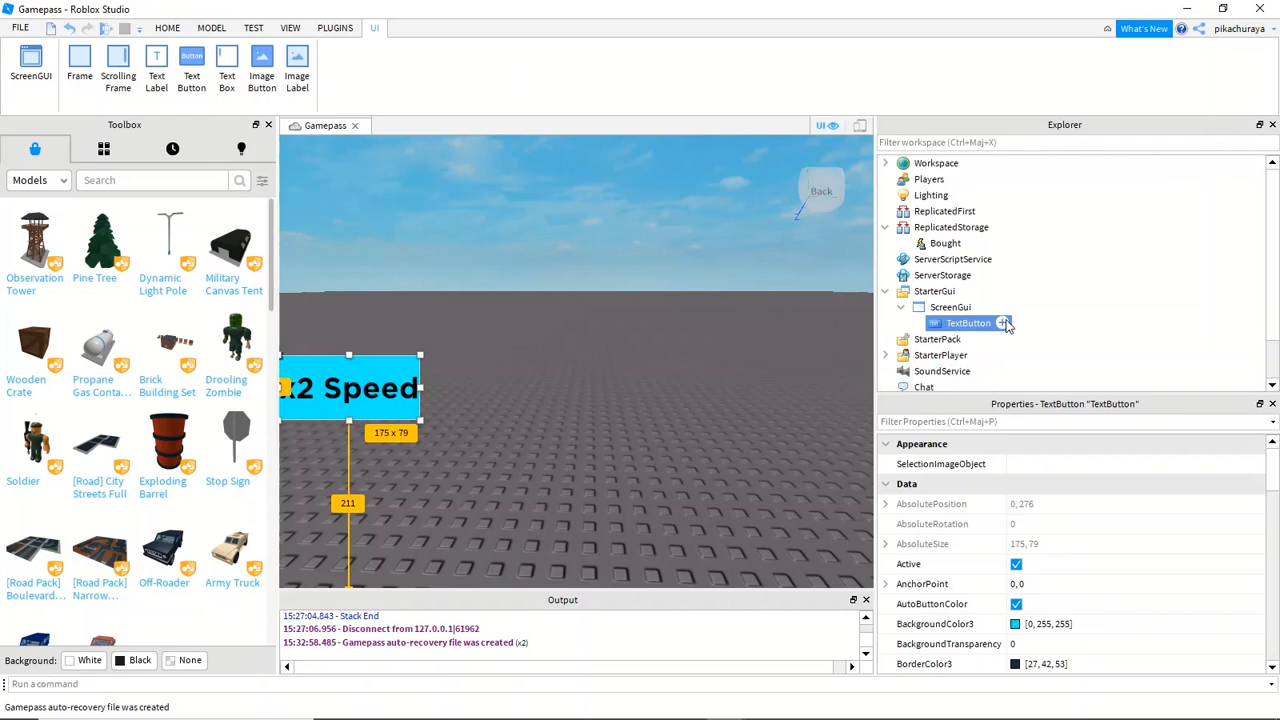 Gamepass - Roblox Studio
FILE HOME MODEL TEST VIEW PLUGINS UI What's New pikachuraya
ScreenGUI Frame Scrolling Frame Text Label Text Button Text Box Image Button Image Label
Button
Toolbox
Models Search
Observation Tower
Pine Tree
Dynamic Light Pole
Military Canvas Tent
Wooden Crate
Propane Gas Conta...
Brick Building Set
Drooling Zombie
Soldier
[Road] City Streets Full
Exploding Barrel
Stop Sign
[Road Pack] Boulevard...
[Road Pack] Narrow...
Off-Roader
Army Truck
Background: White Black None
Gamepass
UI
Back
x2 Speed
175 x 79
211
Output
15:27:04.843 - Stack End
15:27:06.956 - Disconnect from 127.0.0.1|61962
15:32:58.485 - Gamepass auto-recovery file was created (x2)
Explorer
Filter workspace (Ctrl+Maj+X)
Workspace
Players
Lighting
ReplicatedFirst
ReplicatedStorage
Bought
ServerScriptService
ServerStorage
StarterGui
ScreenGui
TextButton
StarterPack
StarterPlayer
SoundService
Chat
Properties - TextButton "TextButton"
Filter Properties (Ctrl+Maj+P)
Appearance
SelectionImageObject
Data
AbsolutePosition 0, 276
AbsoluteRotation 0
AbsoluteSize 175, 79
Active
AnchorPoint 0, 0
AutoButtonColor
BackgroundColor3 [0, 255, 255]
BackgroundTransparency 0
BorderColor3 [27, 42, 53]
Run a command
Gamepass auto-recovery file was created